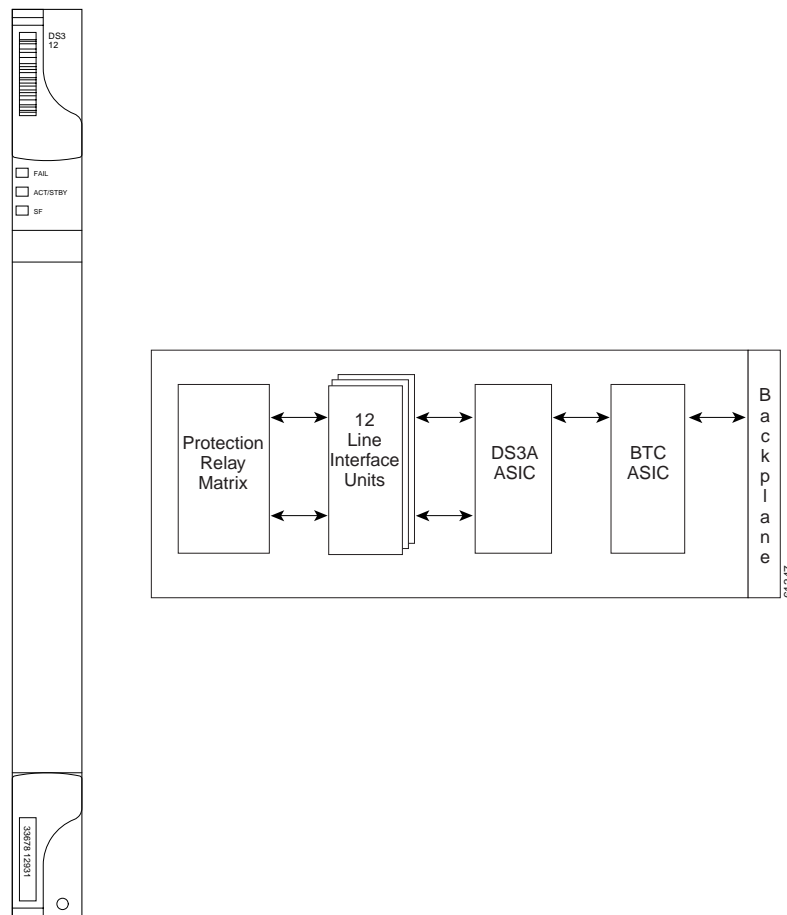 DS3
12
FAIL
ACT/STBY
SF
Protection
Relay
Matrix
12
Line
Interface
Units
DS3A
ASIC
BTC
ASIC
Backplane
33678 12931